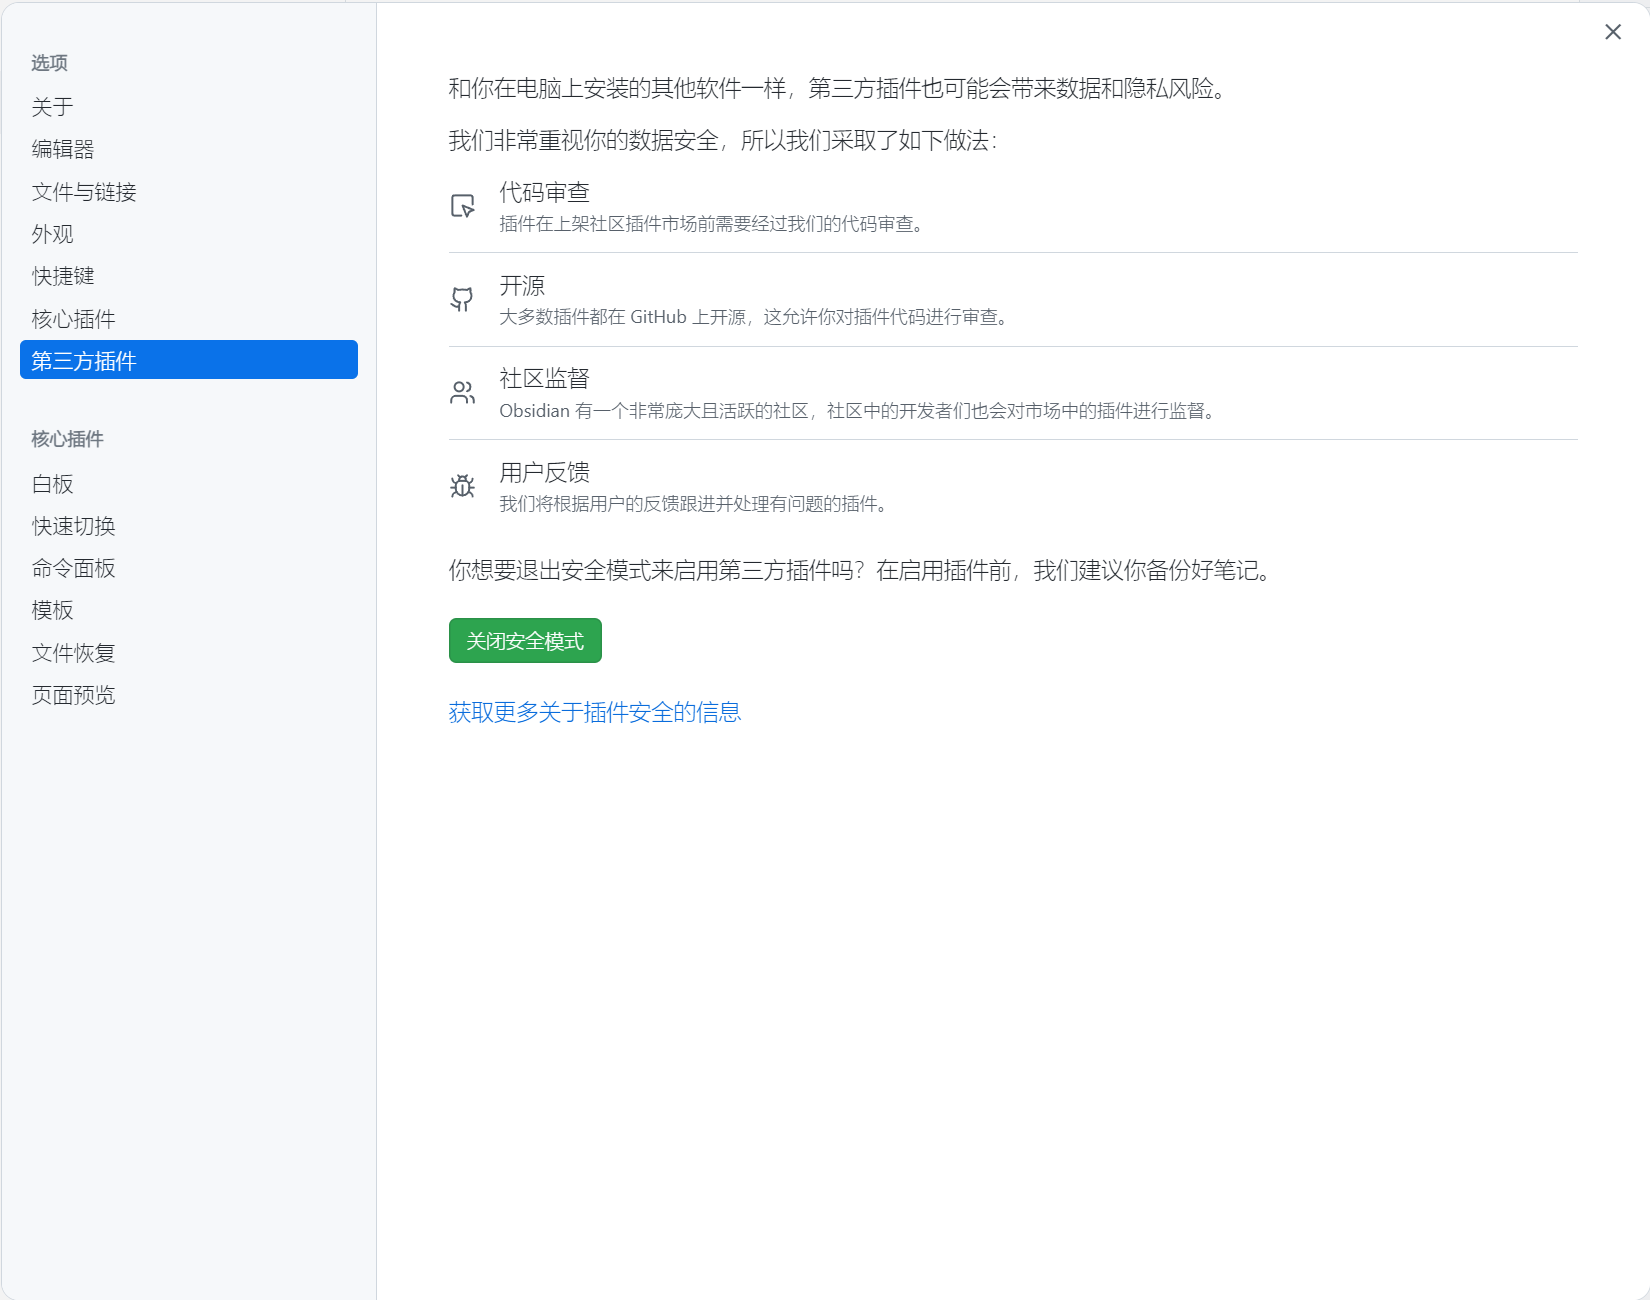 选项
关于
编辑器
文件与链接
外观
快捷键
核心插件
第三方插件
核心插件
白板
快速切换
命令面板
模板
文件恢复
页面预览
和你在电脑上安装的其他软件一样，第三方插件也可能会带来数据和隐私风险。
我们非常重视你的数据安全，所以我们采取了如下做法：
代码审查
插件在上架社区插件市场前需要经过我们的代码审查。
开源
大多数插件都在 GitHub 上开源，这允许你对插件代码进行审查。
社区监督
Obsidian 有一个非常庞大且活跃的社区，社区中的开发者们也会对市场中的插件进行监督。
用户反馈
我们将根据用户的反馈跟进并处理有问题的插件。
你想要退出安全模式来启用第三方插件吗？在启用插件前，我们建议你备份好笔记。
关闭安全模式
获取更多关于插件安全的信息